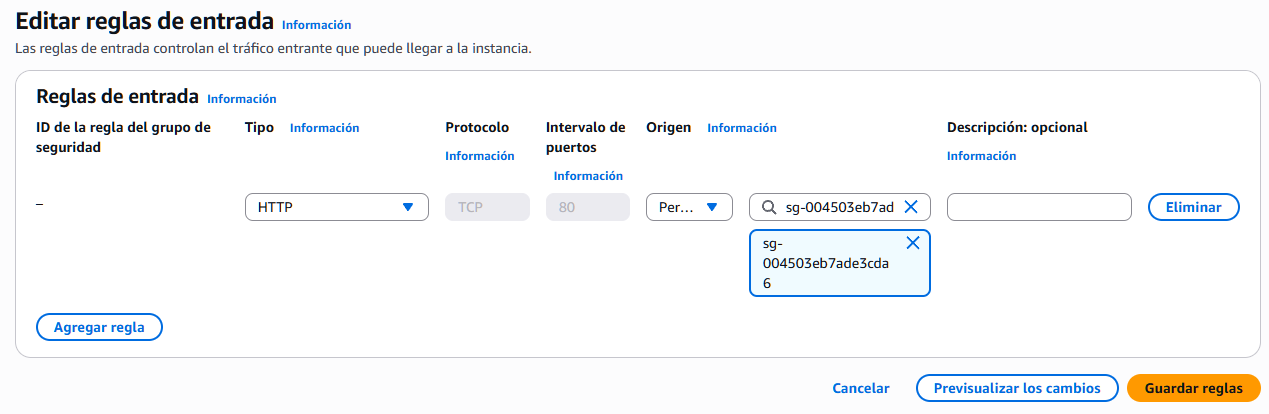 Editar reglas de entrada Información
Las reglas de entrada controlan el tráfico entrante que puede llegar a la instancia.
Reglas de entrada Información
ID de la regla del grupo de seguridad
Tipo Información
Protocolo Información
Intervalo de puertos Información
Origen Información
Descripción: opcional Información
–
HTTP
TCP
80
Per...
sg-004503eb7ad
Eliminar
sg-
004503eb7ade3cda
6
Agregar regla
Cancelar
Previsualizar los cambios
Guardar reglas